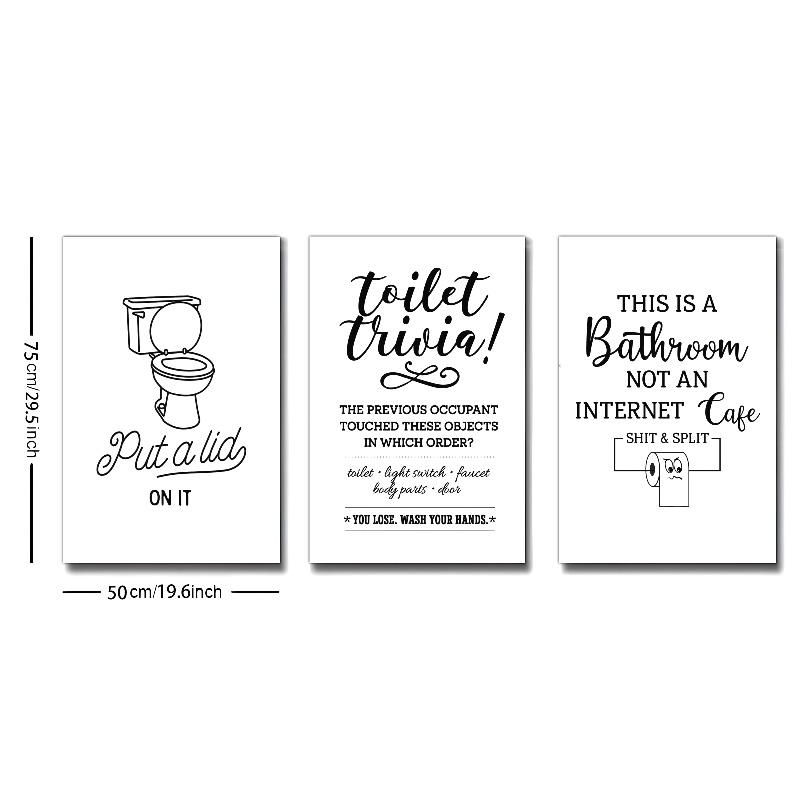 75cm/29.5inch
Put a lid
ON IT
50cm/19.6inch
toilet
trivia!
THE PREVIOUS OCCUPANT
TOUCHED THESE OBJECTS
IN WHICH ORDER?
toilet • light switch • faucet
body parts • door
*YOU LOSE. WASH YOUR HANDS.*
THIS IS A
Bathroom
NOT AN
INTERNET Cafe
SHIT & SPLIT